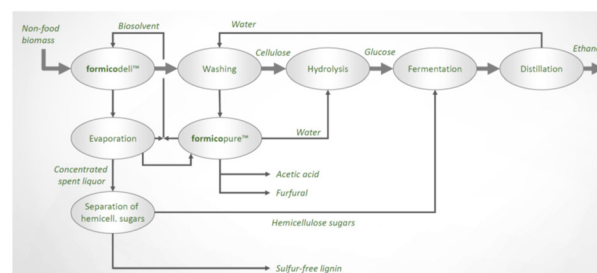 Non-food
biomass
Biosolvent
Water
formicodeli™
Washing
Cellulose
Hydrolysis
Glucose
Fermentation
Distillation
Ethano
Evaporation
formicopure™
Water
Concentrated
spent liquor
Acetic acid
Furfural
Separation of
hemicell. sugars
Hemicellulose sugars
Sulfur-free lignin